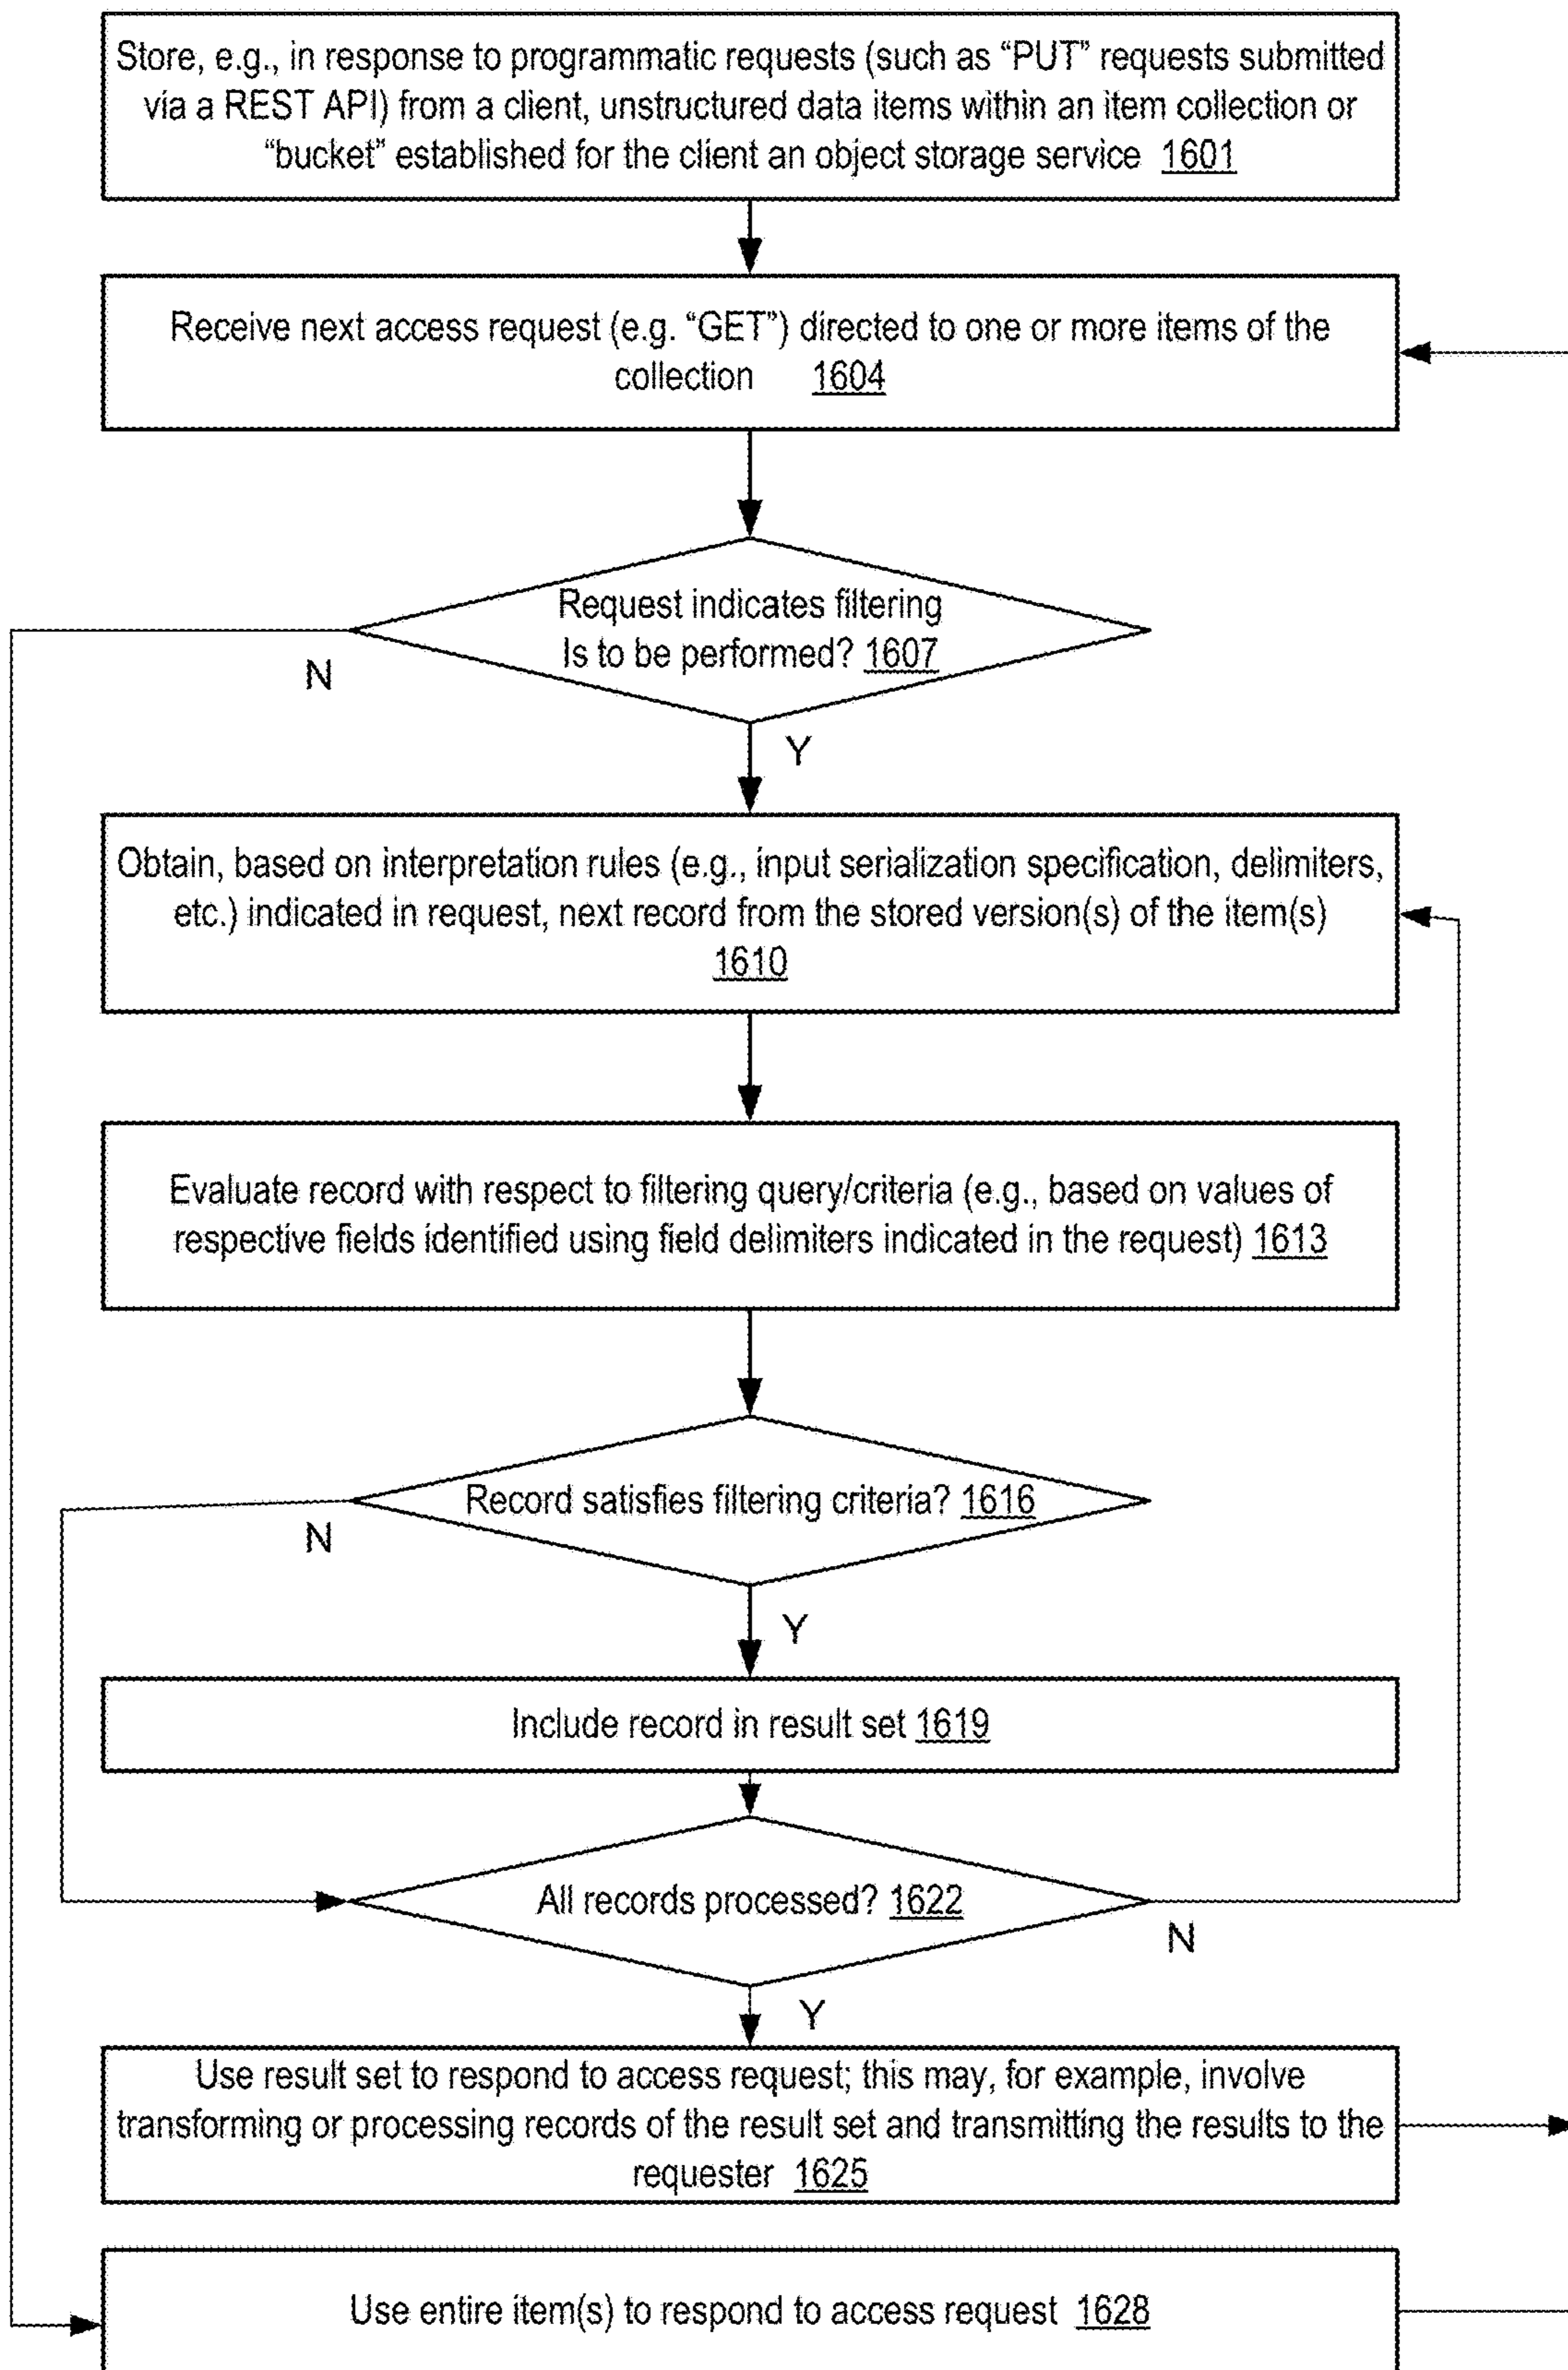 Store, e.g., in response to programmatic requests (such as “PUT” requests submitted
via a REST API) from a client, unstructured data items within an item collection or
“bucket” established for the client an object storage service 1601
Receive next access request (e.g. “GET”) directed to one or more items of the
collection 1604
Request indicates filtering
Is to be performed? 1607
N
Y
Obtain, based on interpretation rules (e.g., input serialization specification, delimiters,
etc.) indicated in request, next record from the stored version(s) of the item(s)
1610
Evaluate record with respect to filtering query/criteria (e.g., based on values of
respective fields identified using field delimiters indicated in the request) 1613
Record satisfies filtering criteria? 1616
N
Y
Include record in result set 1619
All records processed? 1622
N
Y
Use result set to respond to access request; this may, for example, involve
transforming or processing records of the result set and transmitting the results to the
requester 1625
Use entire item(s) to respond to access request 1628